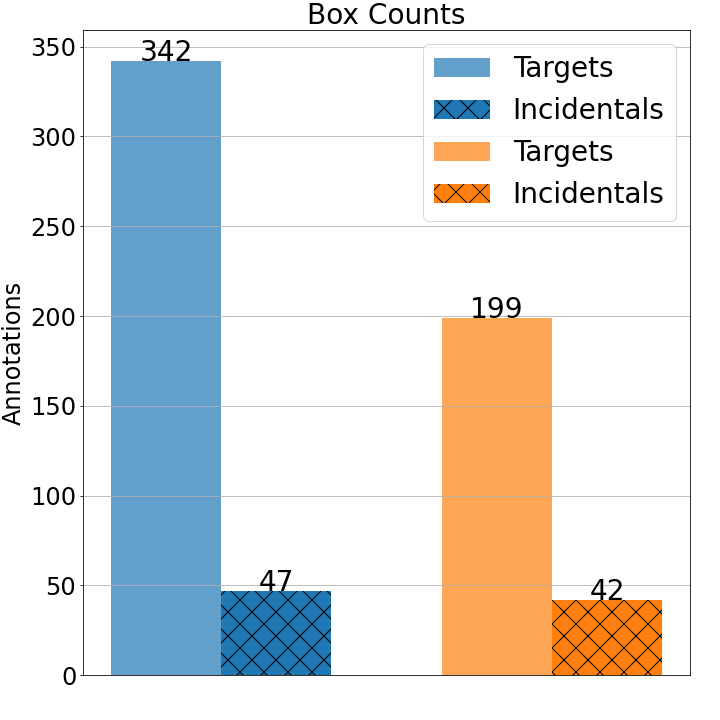 Box Counts
Annotations
350
300
250
200
150
100
50
0
342
47
199
42
Targets
Incidentals
Targets
Incidentals